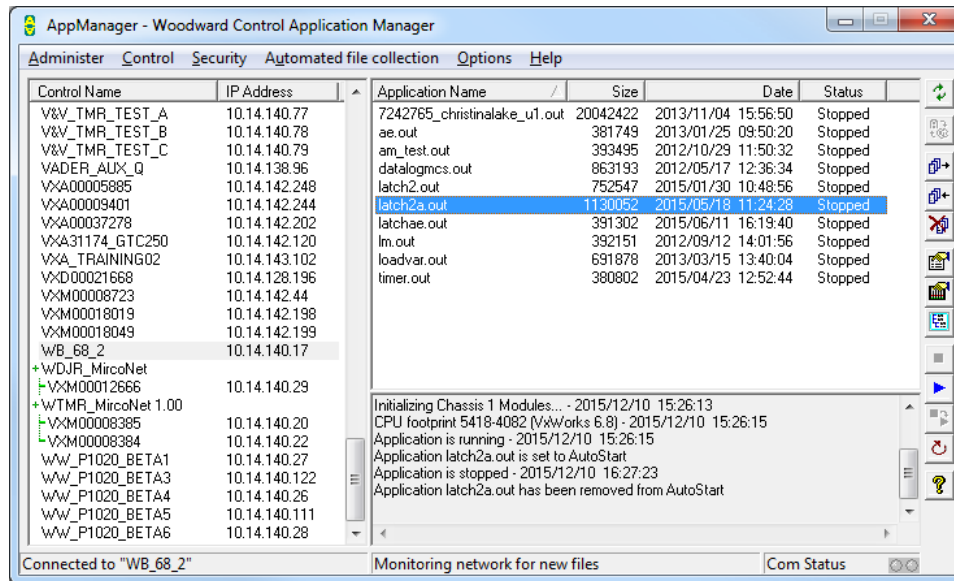 AppManager - Woodward Control Application Manager
Administer Control Security Automated file collection Options Help
Control Name IP Address
V&V_TMR_TEST_A 10.14.140.77
V&V_TMR_TEST_B 10.14.140.78
V&V_TMR_TEST_C 10.14.140.79
VADER_AUX_Q 10.14.138.96
VXA00005885 10.14.142.248
VXA00009401 10.14.142.244
VXA00037278 10.14.142.202
VXA31174_GTC250 10.14.142.120
VXA_TRAINING02 10.14.143.102
VXD00021668 10.14.128.196
VXM00008723 10.14.142.44
VXM00018019 10.14.142.198
VXM00018049 10.14.142.199
WB_68_2 10.14.140.17
+WDJR_MircoNet
VXM00012666 10.14.140.29
+WTMR_MircoNet 1.00
VXM00008385 10.14.140.20
VXM00008384 10.14.140.22
WW_P1020_BETA1 10.14.140.27
WW_P1020_BETA3 10.14.140.122
WW_P1020_BETA4 10.14.140.26
WW_P1020_BETA5 10.14.140.111
WW_P1020_BETA6 10.14.140.28
Application Name Size Date Status
7242765_christinalake_u1.out 20042422 2013/11/04 15:56:50 Stopped
ae.out 381749 2013/01/25 09:50:20 Stopped
am_test.out 393495 2012/10/29 11:50:32 Stopped
datalogmcs.out 863193 2012/05/17 12:36:34 Stopped
latch2.out 752547 2015/01/30 10:48:56 Stopped
latch2a.out 1130052 2015/05/18 11:24:28 Stopped
latchae.out 391302 2015/06/11 16:19:40 Stopped
lm.out 392151 2012/09/12 14:01:56 Stopped
loadvar.out 691878 2013/03/15 13:40:04 Stopped
timer.out 380802 2015/04/23 12:52:44 Stopped
Initializing Chassis 1 Modules... - 2015/12/10 15:26:13
CPU footprint 5418-4082 (VxWorks 6.8) - 2015/12/10 15:26:15
Application is running - 2015/12/10 15:26:15
Application latch2a.out is set to AutoStart
Application is stopped - 2015/12/10 16:27:23
Application latch2a.out has been removed from AutoStart
Connected to "WB_68_2" Monitoring network for new files Com Status